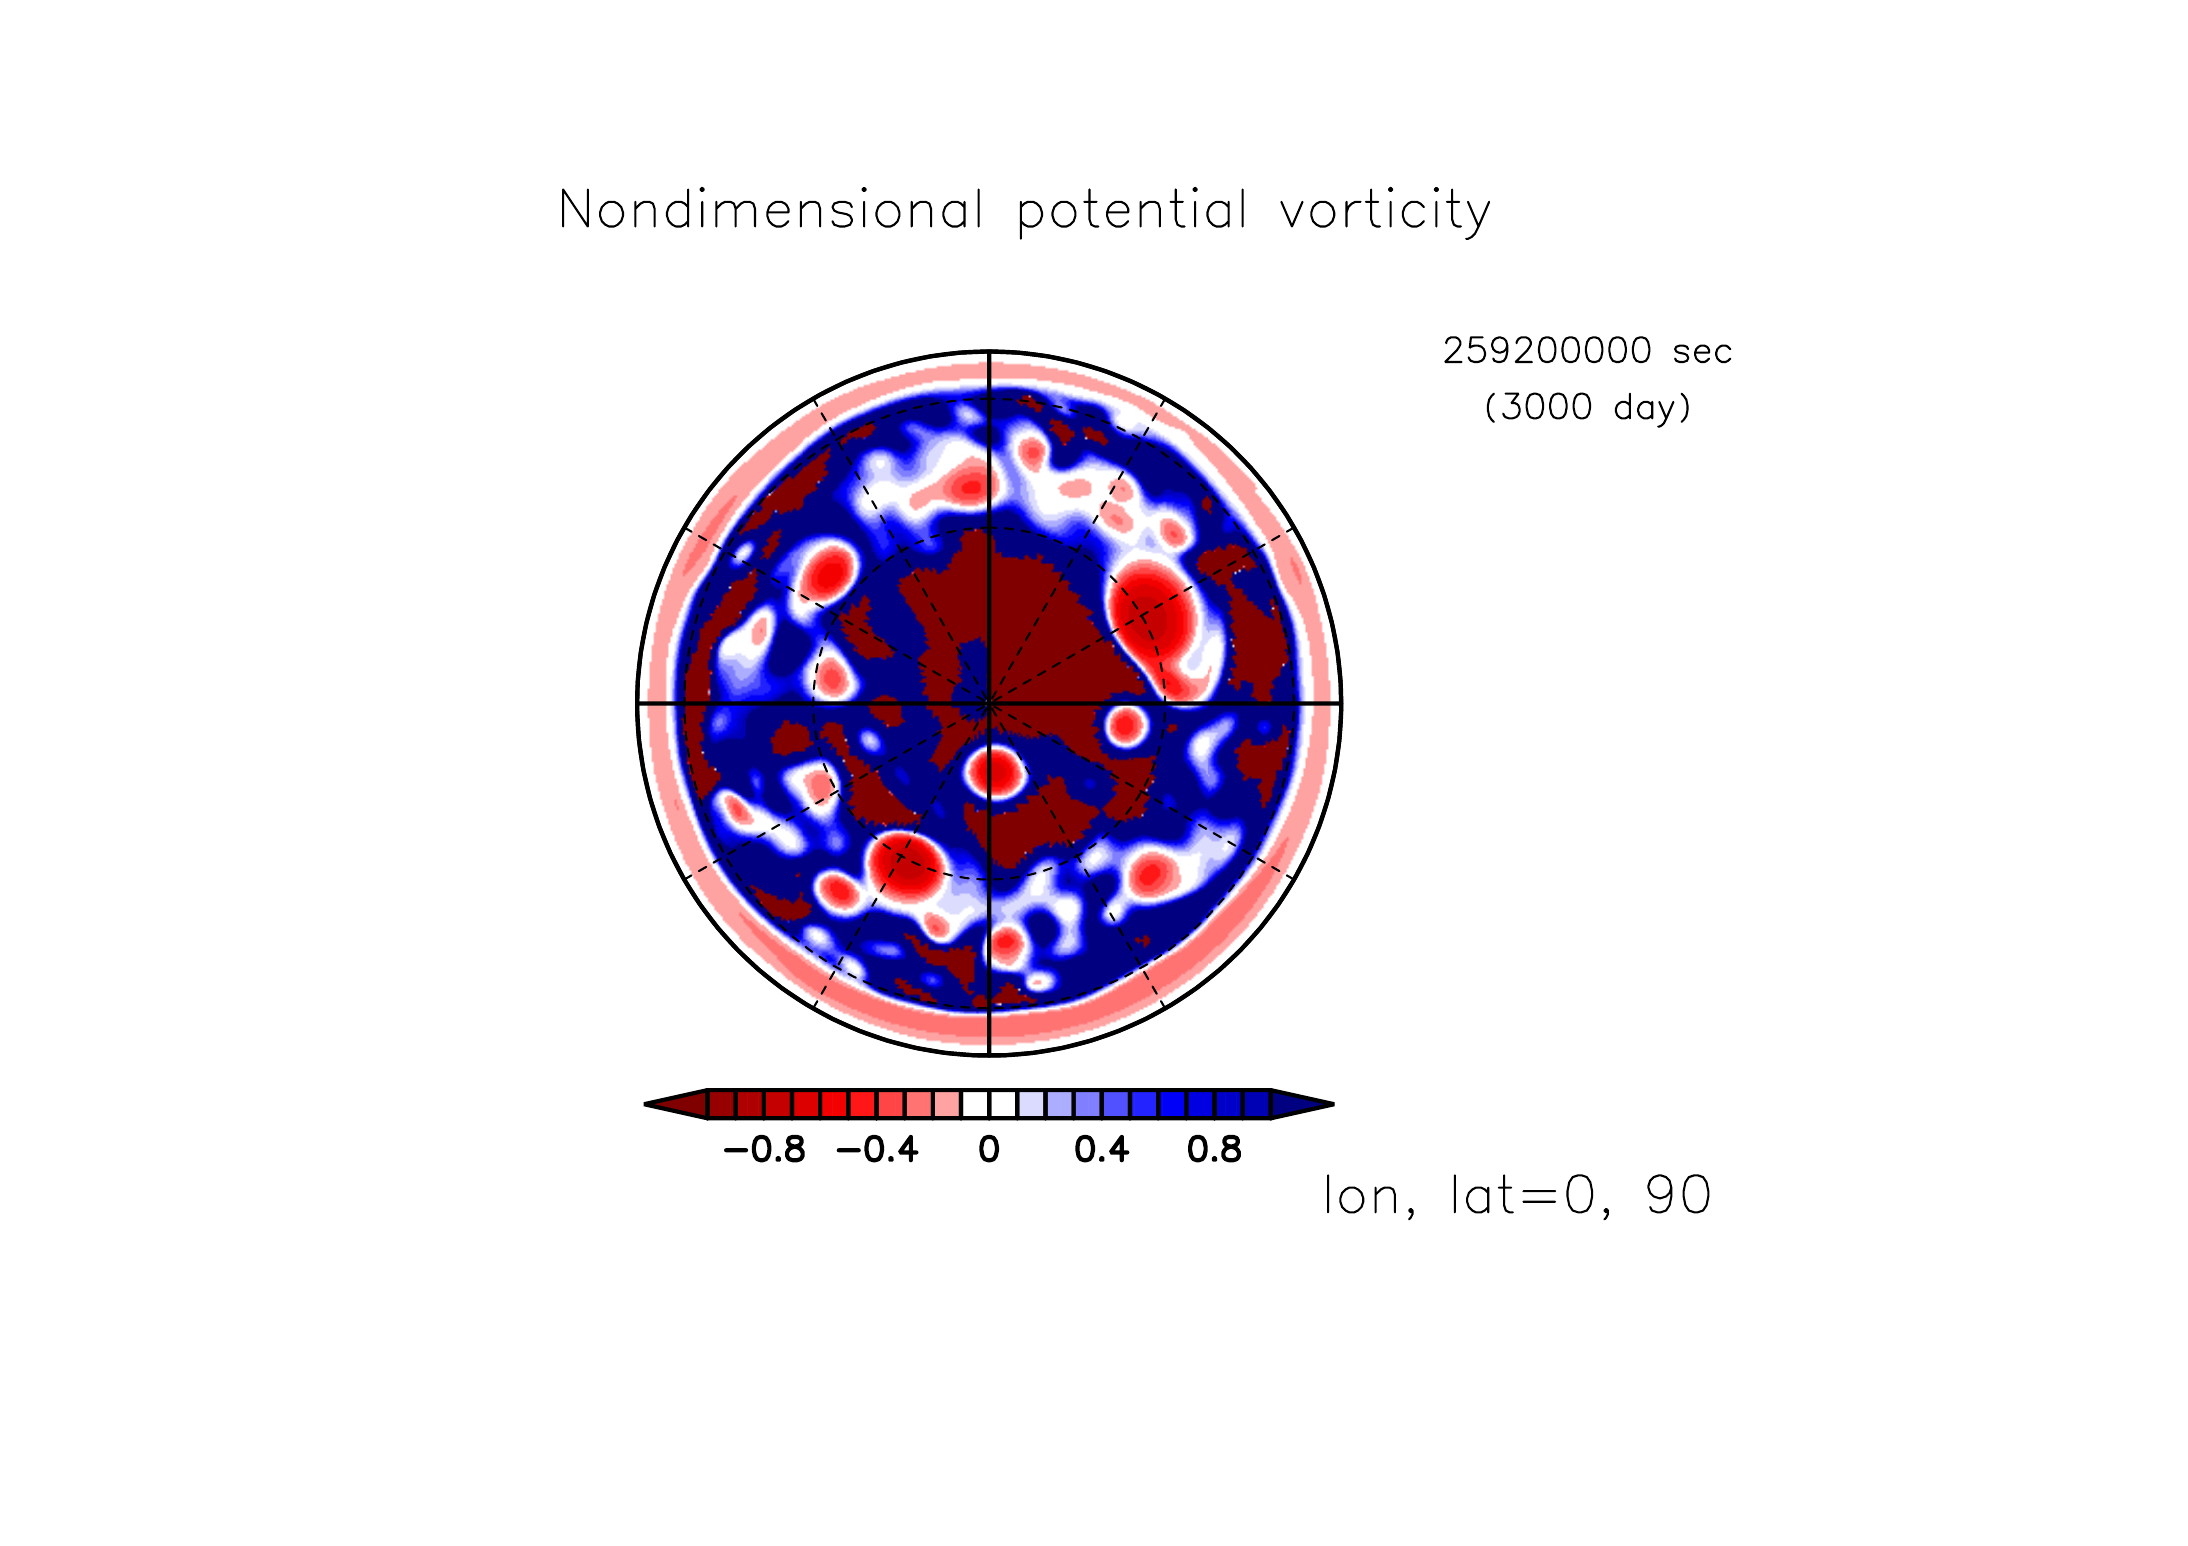 Nondimensional potential vorticity
259200000 sec
(3000 day)
−0.8 −0.4 0 0.4 0.8
lon, lat=0, 90